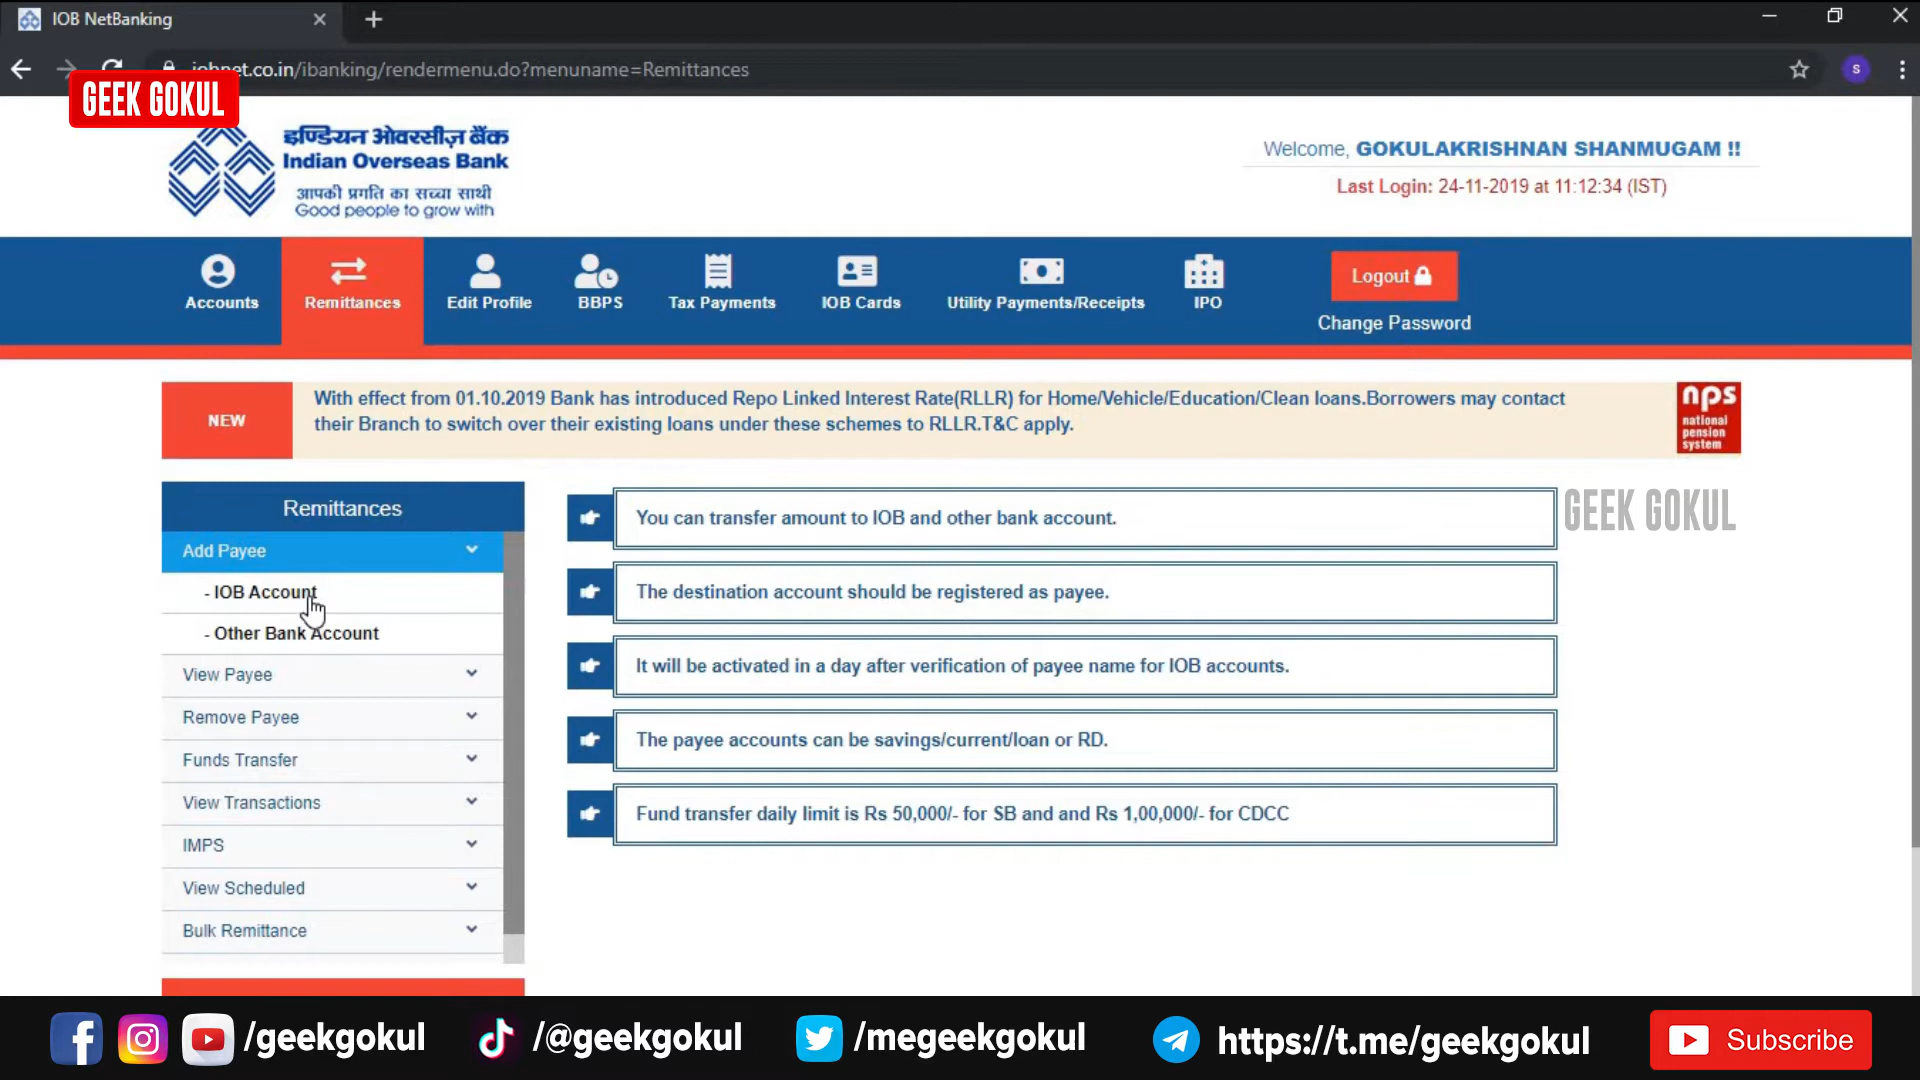 IOB NetBanking
iobnet.co.in/ibanking/rendermenu.do?menuname=Remittances
S
GEEK GOKUL
इण्डियन ओवरसीज़ बैंक
Indian Overseas Bank
आपकी प्रगति का सच्चा साथी
Good people to grow with
Welcome, GOKULAKRISHNAN SHANMUGAM !!
Last Login: 24-11-2019 at 11:12:34 (IST)
Accounts
Remittances
Edit Profile
BBPS
Tax Payments
IOB Cards
Utility Payments/Receipts
IPO
Logout
Change Password
NEW
With effect from 01.10.2019 Bank has introduced Repo Linked Interest Rate(RLLR) for Home/Vehicle/Education/Clean loans.Borrowers may contact
their Branch to switch over their existing loans under these schemes to RLLR.T&C apply.
nps
national
pension
system
Remittances
Add Payee
- IOB Account
- Other Bank Account
View Payee
Remove Payee
Funds Transfer
View Transactions
IMPS
View Scheduled
Bulk Remittance
You can transfer amount to IOB and other bank account.
The destination account should be registered as payee.
It will be activated in a day after verification of payee name for IOB accounts.
The payee accounts can be savings/current/loan or RD.
Fund transfer daily limit is Rs 50,000/- for SB and and Rs 1,00,000/- for CDCC
GEEK GOKUL
/geekgokul
/@geekgokul
/megeekgokul
https://t.me/geekgokul
Subscribe